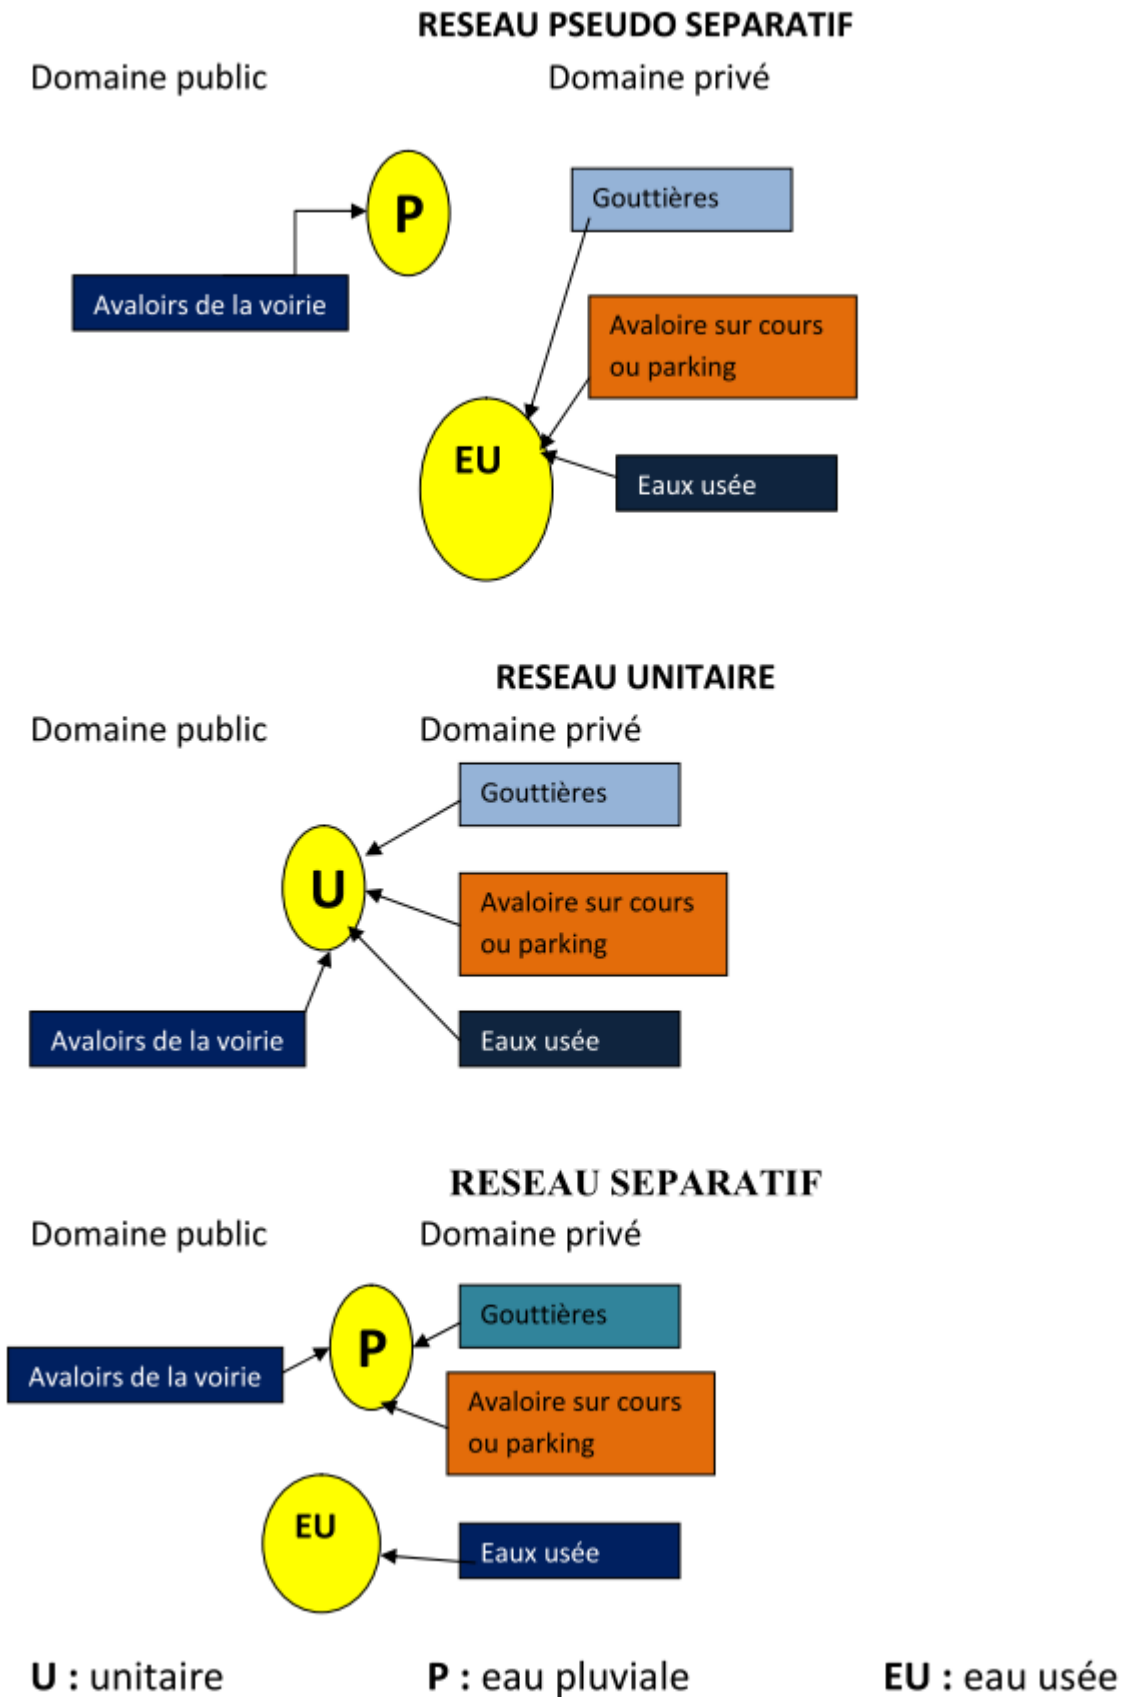 RESEAU PSEUDO SEPARATIF
Domaine public Domaine privé
P
Gouttières
Avaloirs de la voirie
Avaloire sur cours
ou parking
EU
Eaux usée
RESEAU UNITAIRE
Domaine public Domaine privé
Gouttières
U
Avaloire sur cours
ou parking
Avaloirs de la voirie
Eaux usée
RESEAU SEPARATIF
Domaine public Domaine privé
Gouttières
P
Avaloirs de la voirie
Avaloire sur cours
ou parking
EU
Eaux usée
U : unitaire P : eau pluviale EU : eau usée